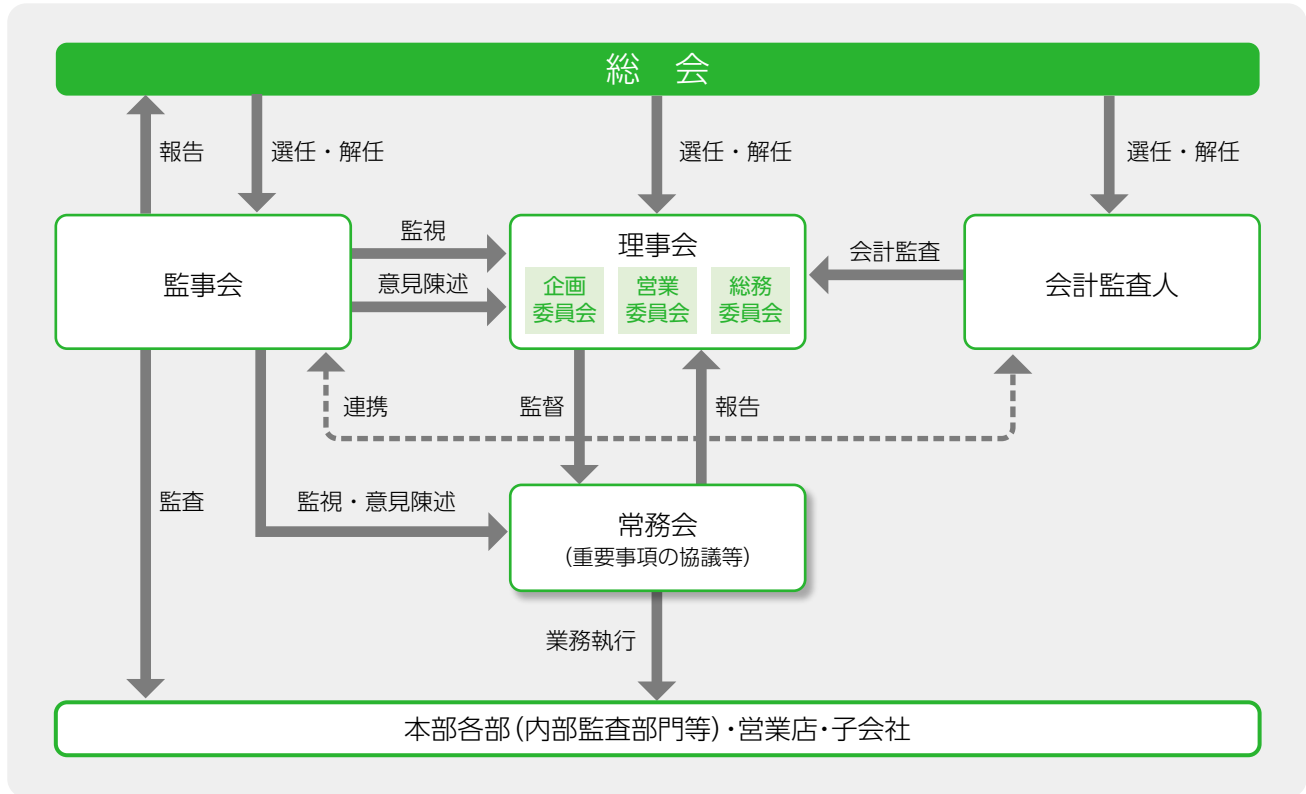 総　会
報告
選任・解任
選任・解任
選任・解任
監事会
監視
意見陳述
理事会
企画
委員会
営業
委員会
総務
委員会
会計監査
会計監査人
連携
監督
報告
監査
監視・意見陳述
常務会
（重要事項の協議等）
業務執行
本部各部（内部監査部門等）・営業店・子会社